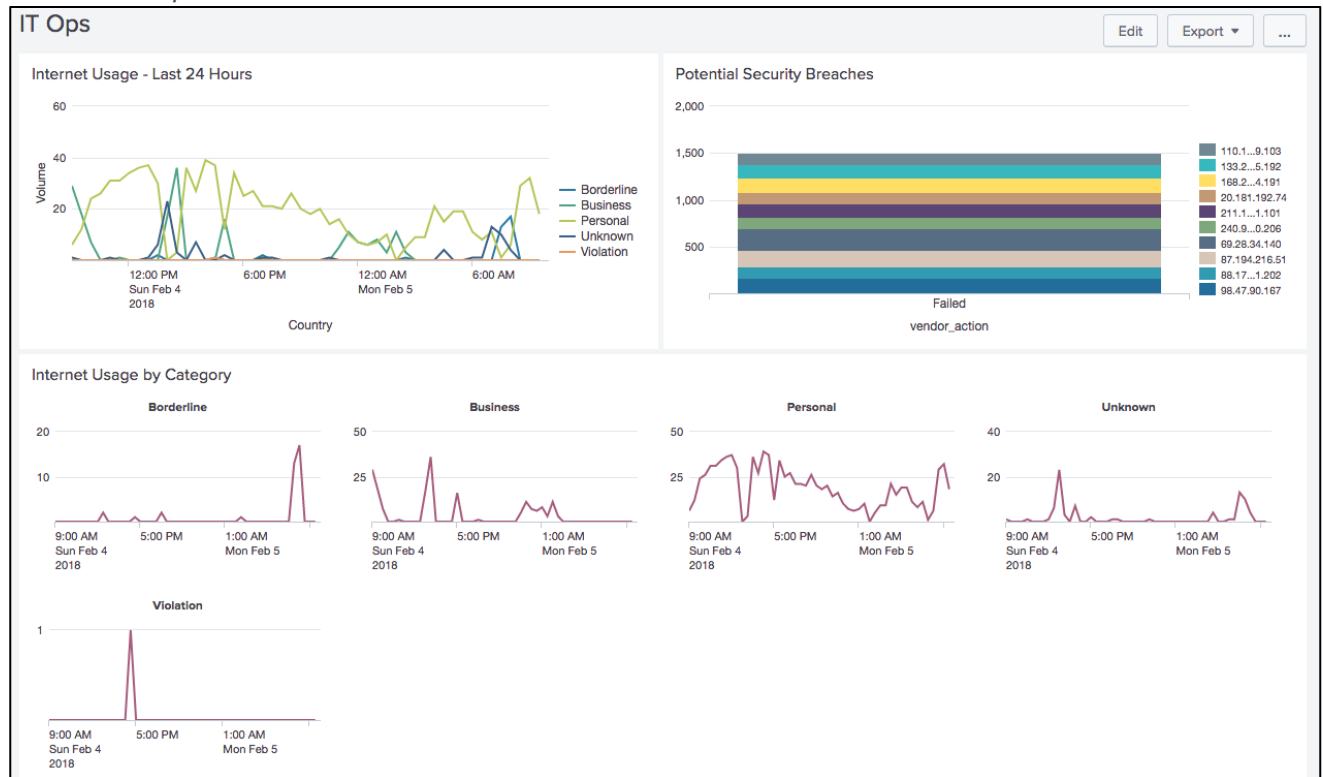 IT Ops
Edit
Export
...
Internet Usage - Last 24 Hours
60
40
20
Volume
12:00 PM
Sun Feb 4
2018
6:00 PM
12:00 AM
Mon Feb 5
6:00 AM
Country
Borderline
Business
Personal
Unknown
Violation
Potential Security Breaches
2,000
1,500
1,000
500
Failed
vendor_action
110.1...9.103
133.2...5.192
168.2...4.191
20.181.192.74
211.1...1.101
240.9...0.206
69.28.34.140
87.194.216.51
88.17...1.202
98.47.90.167
Internet Usage by Category
Borderline
20
10
9:00 AM
Sun Feb 4
2018
5:00 PM
1:00 AM
Mon Feb 5
Business
50
25
9:00 AM
Sun Feb 4
2018
5:00 PM
1:00 AM
Mon Feb 5
Personal
50
25
9:00 AM
Sun Feb 4
2018
5:00 PM
1:00 AM
Mon Feb 5
Unknown
40
20
9:00 AM
Sun Feb 4
2018
5:00 PM
1:00 AM
Mon Feb 5
Violation
1
9:00 AM
Sun Feb 4
2018
5:00 PM
1:00 AM
Mon Feb 5